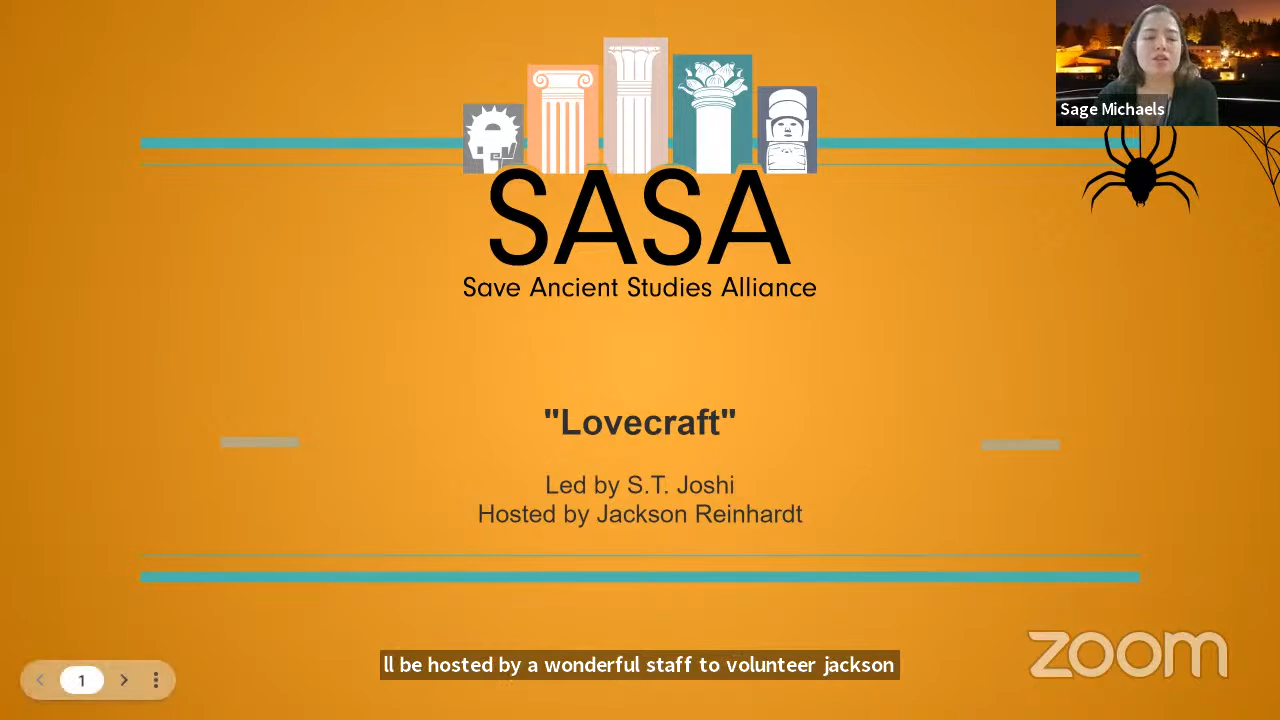 Sage Michaels
SASA
Save Ancient Studies Alliance
"Lovecraft"
Led by S.T. Joshi
Hosted by Jackson Reinhardt
1
ll be hosted by a wonderful staff to volunteer jackson
zoom